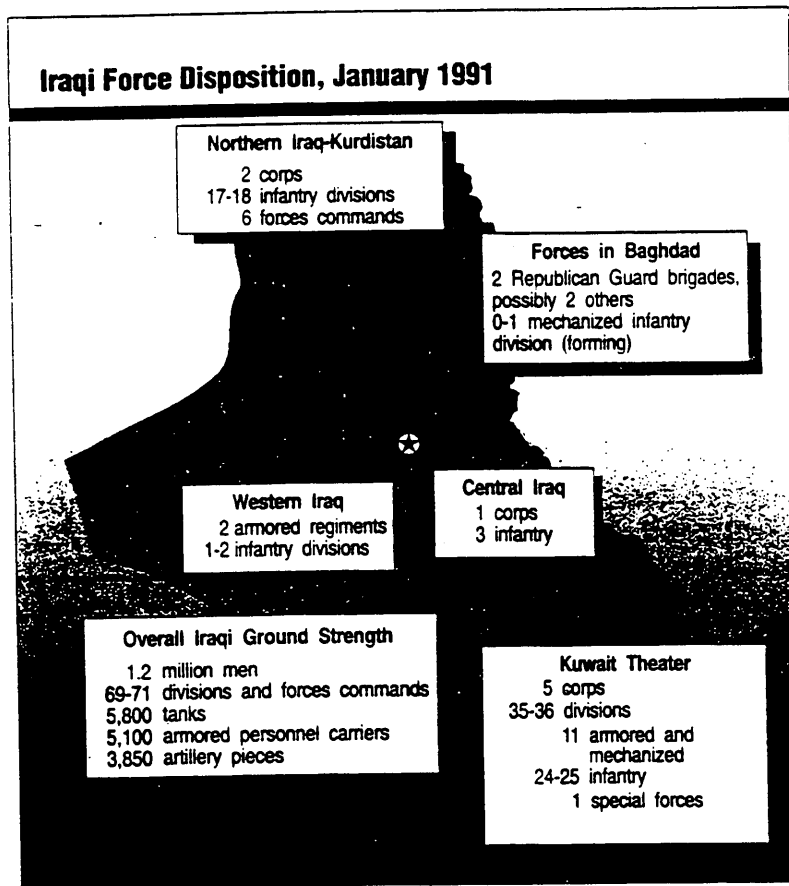 Iraqi Force Disposition, January 1991
Northern Iraq-Kurdistan
2 corps
17-18 infantry divisions
6 forces commands
Forces in Baghdad
2 Republican Guard brigades,
possibly 2 others
0-1 mechanized infantry
division (forming)
Western Iraq
2 armored regiments
1-2 infantry divisions
Central Iraq
1 corps
3 infantry
Overall Iraqi Ground Strength
1.2 million men
69-71 divisions and forces commands
5,800 tanks
5,100 armored personnel carriers
3,850 artillery pieces
Kuwait Theater
5 corps
35-36 divisions
11 armored and
mechanized
24-25 infantry
1 special forces